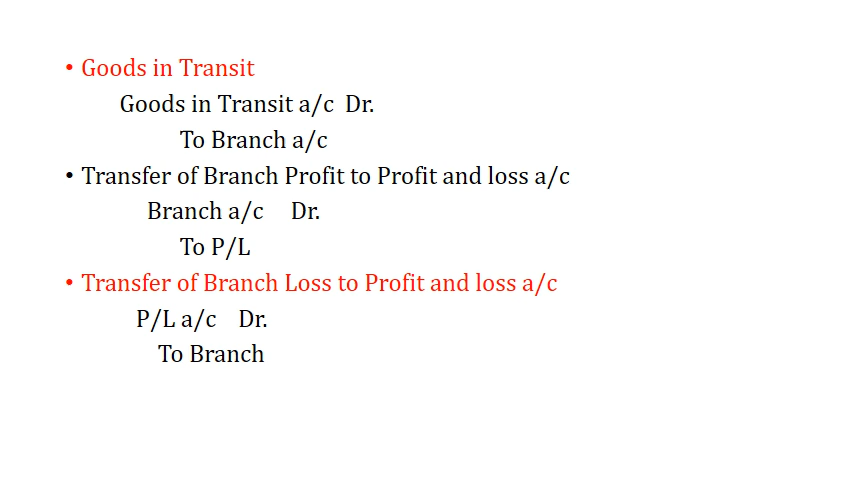 • Goods in Transit
Goods in Transit a/c Dr.
To Branch a/c
• Transfer of Branch Profit to Profit and loss a/c
Branch a/c Dr.
To P/L
• Transfer of Branch Loss to Profit and loss a/c
P/L a/c Dr.
To Branch